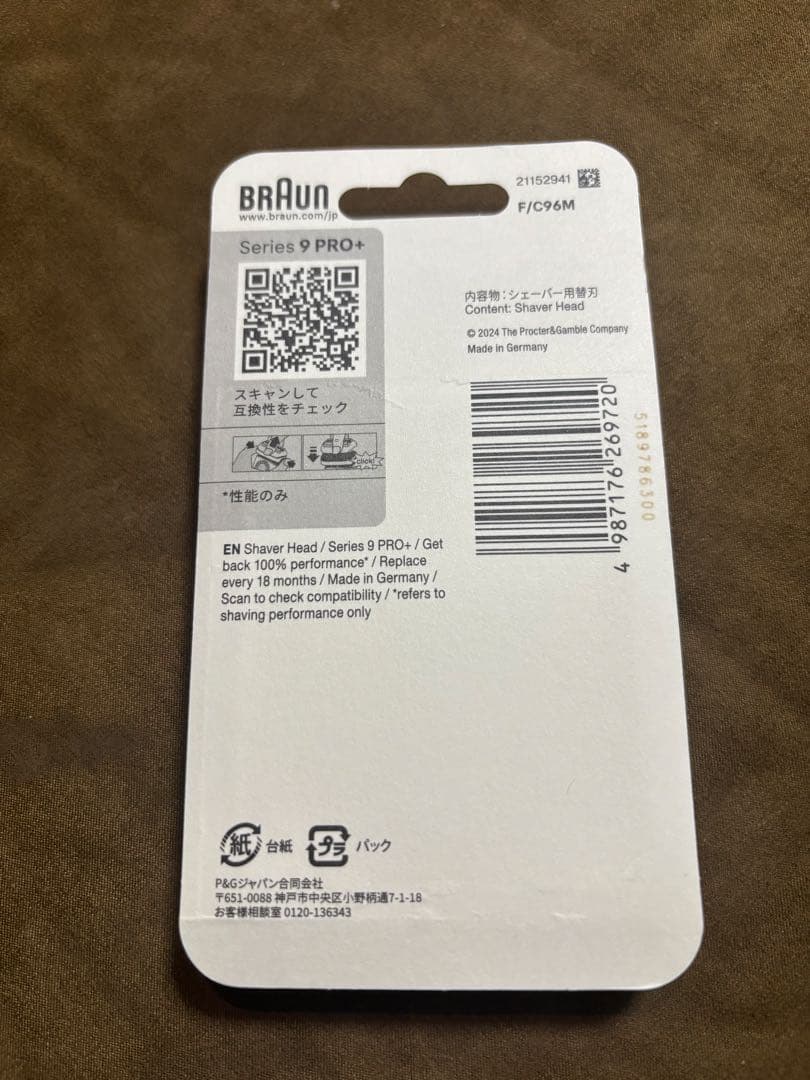 BRAUN
www.braun.com/jp
21152941
F/C96M
Series 9 PRO+
スキャンして
互換性をチェック
click!
*性能のみ
内容物：シェーバー用替刃
Content: Shaver Head
© 2024 The Procter&Gamble Company
Made in Germany
4 987176 269720
5189786300
EN Shaver Head / Series 9 PRO+ / Get
back 100% performance* / Replace
every 18 months / Made in Germany /
Scan to check compatibility / *refers to
shaving performance only
紙 台紙
プラ パック
P&Gジャパン合同会社
〒651-0088 神戸市中央区小野柄通7-1-18
お客様相談室 0120-136343